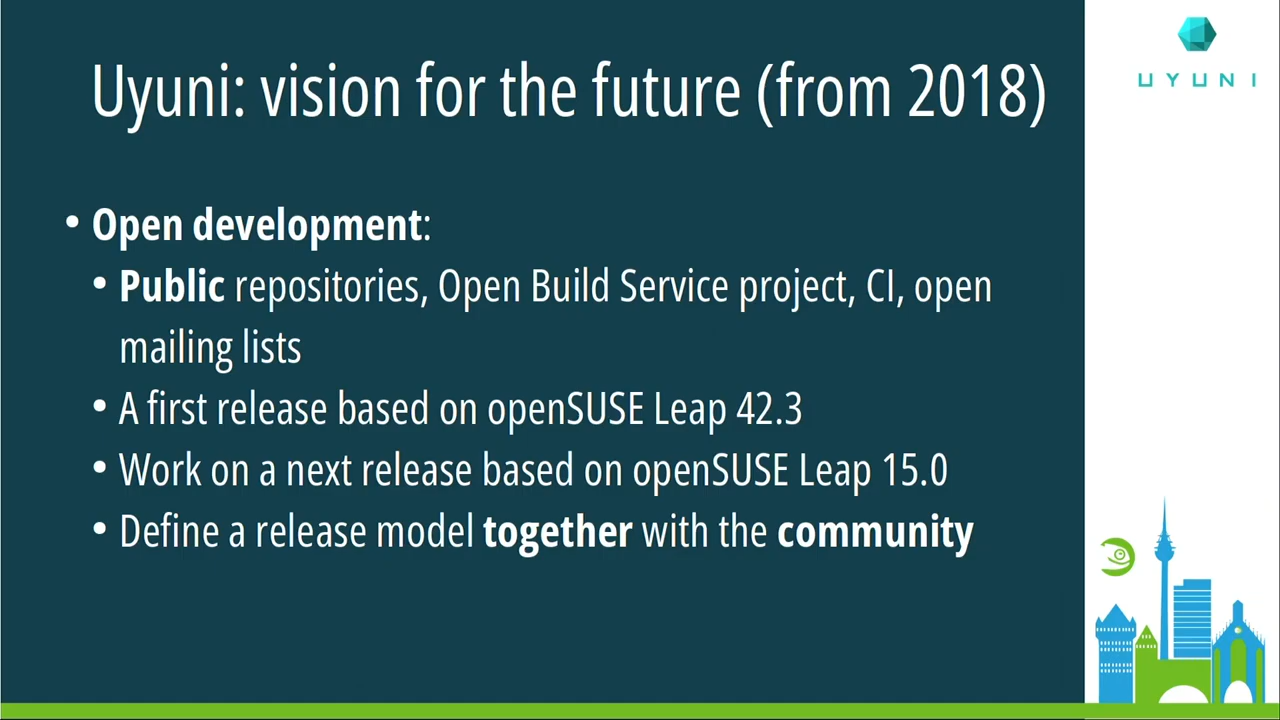 Uyuni: vision for the future (from 2018)
UYUNI
• Open development:
• Public repositories, Open Build Service project, CI, open
mailing lists
• A first release based on openSUSE Leap 42.3
• Work on a next release based on openSUSE Leap 15.0
• Define a release model together with the community